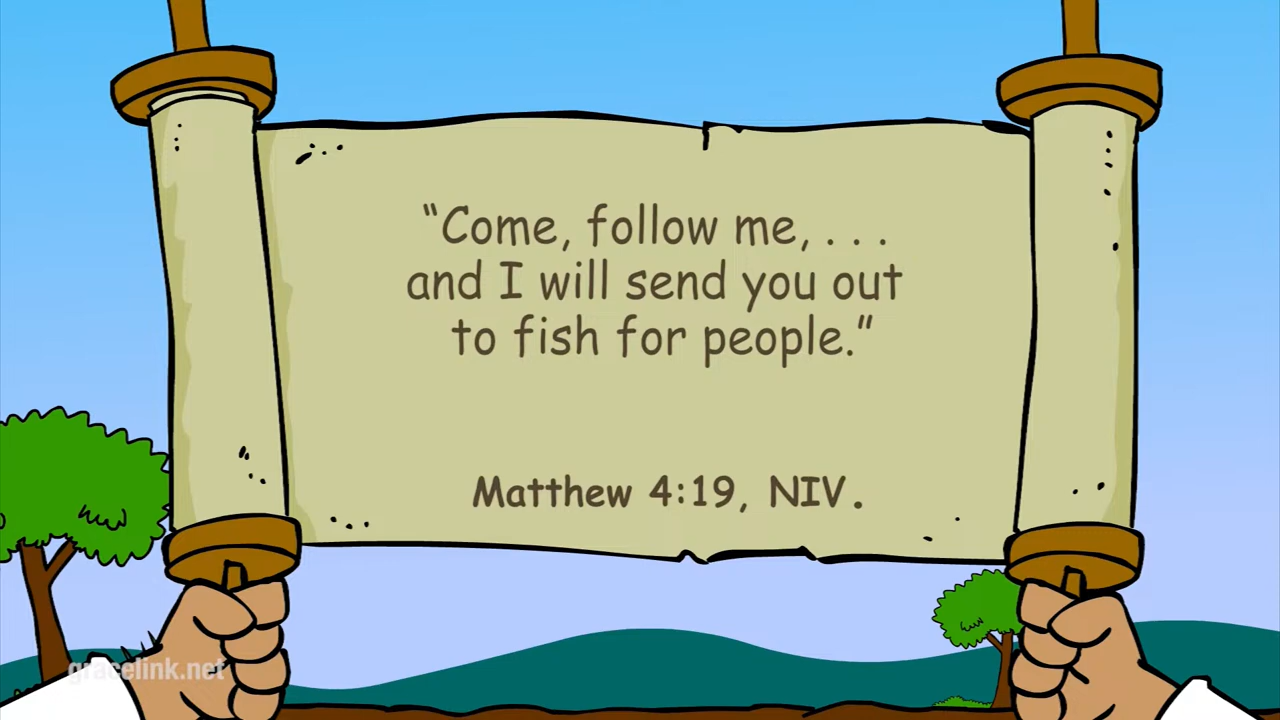 “Come, follow me, . . .
and I will send you out
to fish for people.”
Matthew 4:19, NIV.
gracelink.net